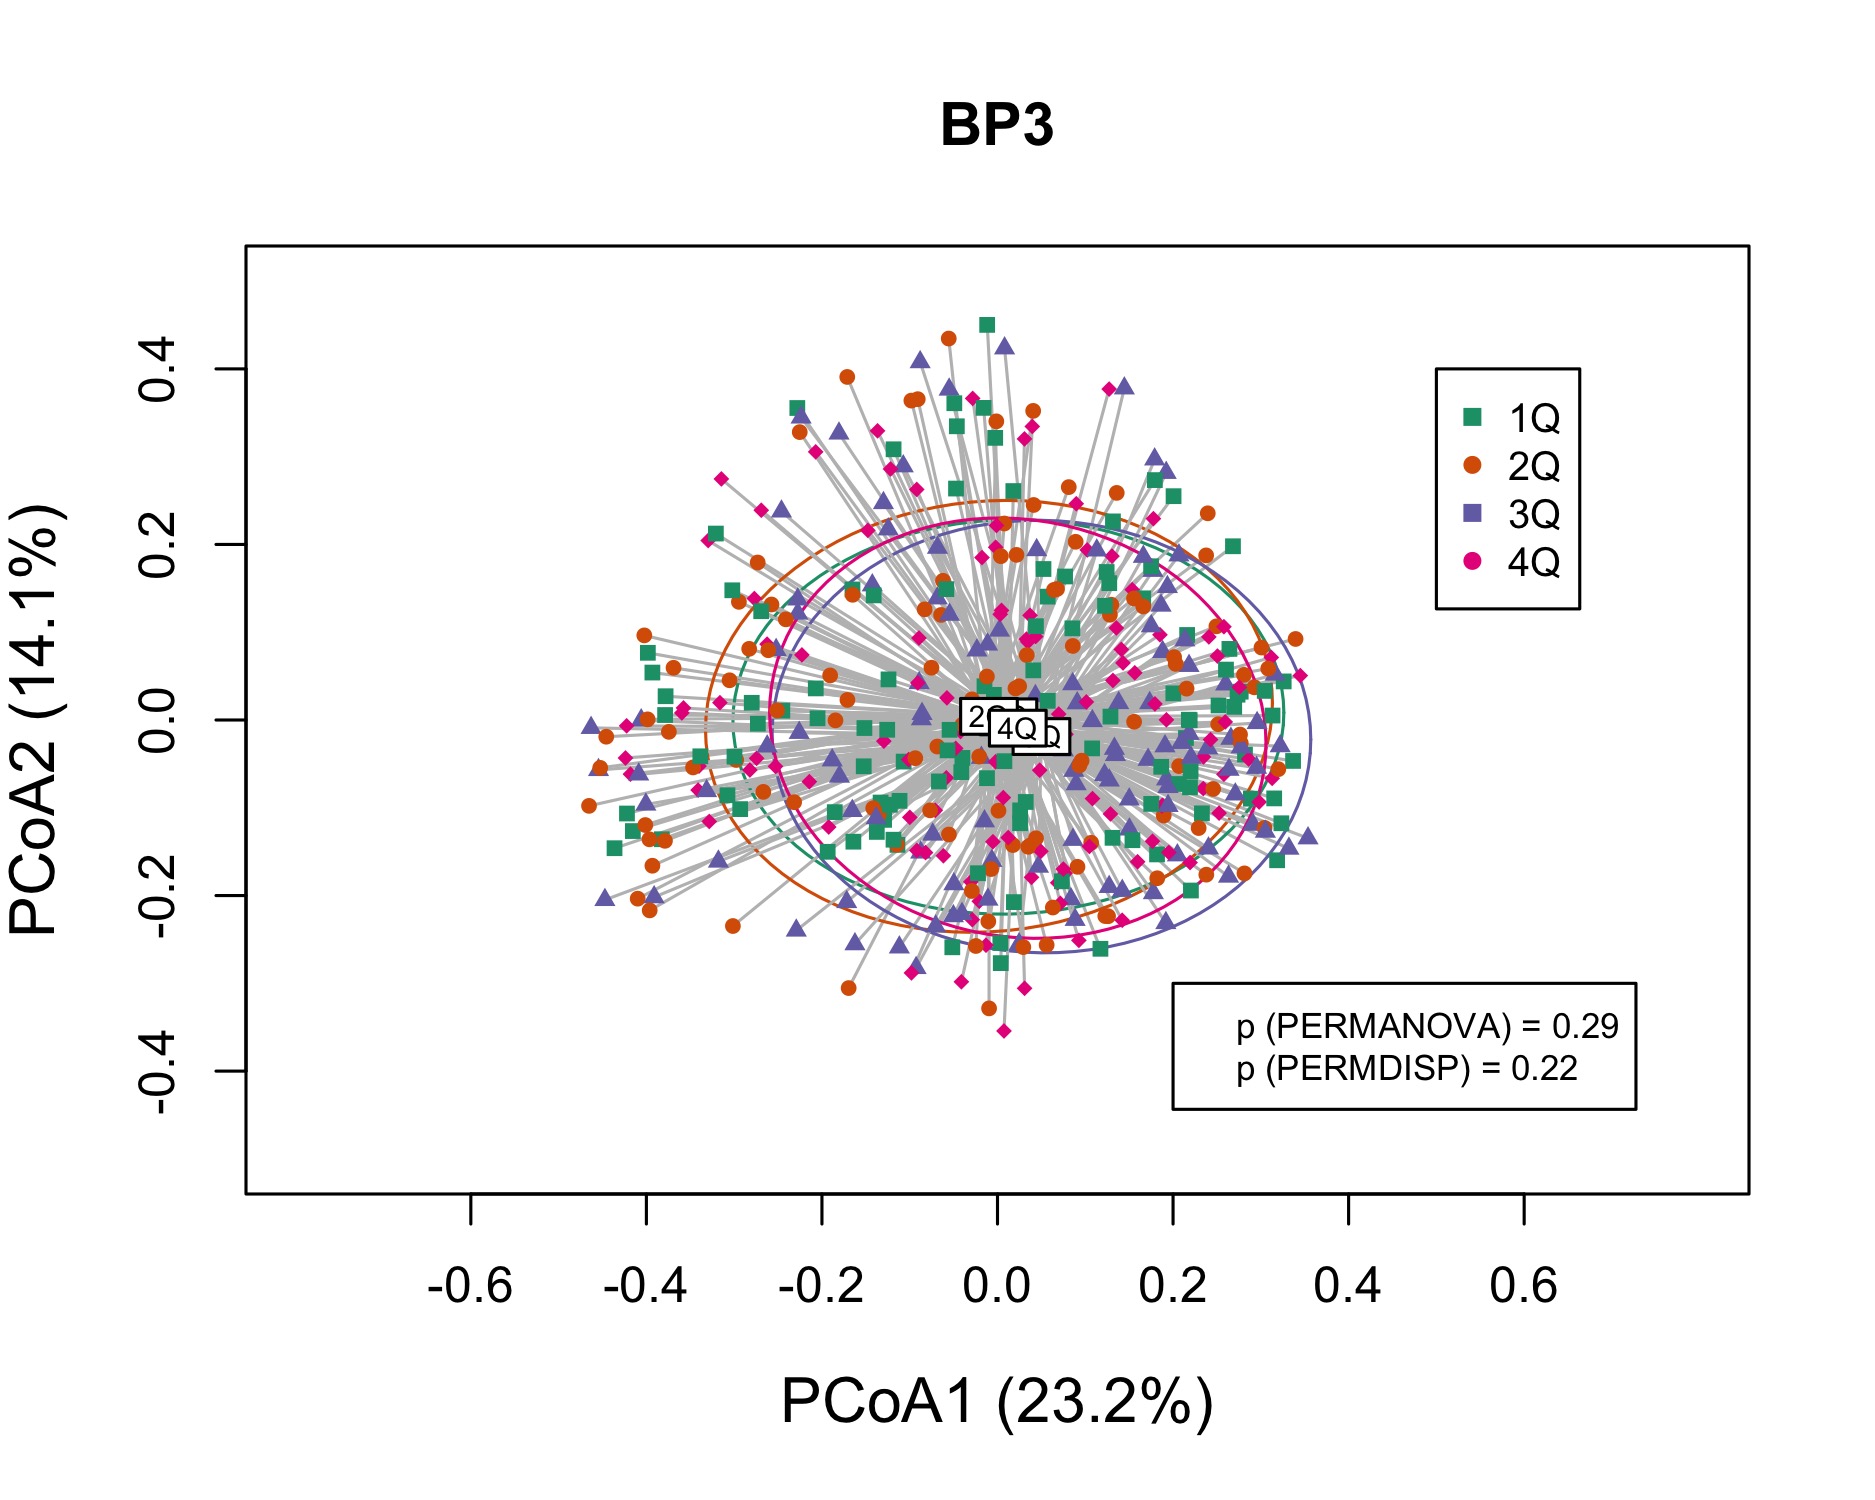 BP3
PCoA2 (14.1%)
0.4
0.2
0.0
-0.2
-0.4
1Q
2Q
3Q
4Q
2Q
4Q
Q
p (PERMANOVA) = 0.29
p (PERMDISP) = 0.22
-0.6 -0.4 -0.2 0.0 0.2 0.4 0.6
PCoA1 (23.2%)